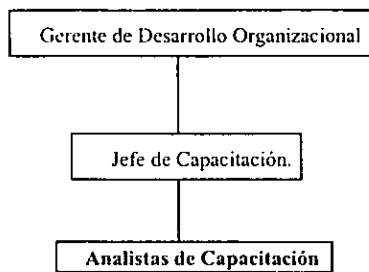 Gerente de Desarrollo Organizacional
Jefe de Capacitación.
Analistas de Capacitación